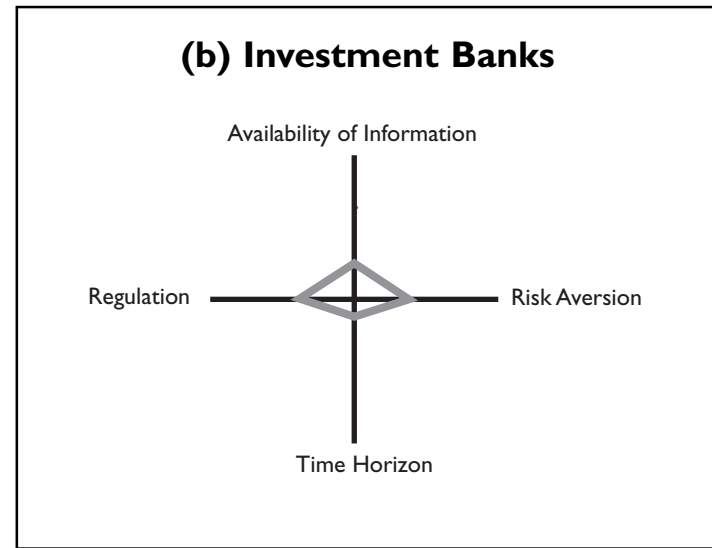 (b) Investment Banks
Availability of Information
Regulation
Risk Aversion
Time Horizon